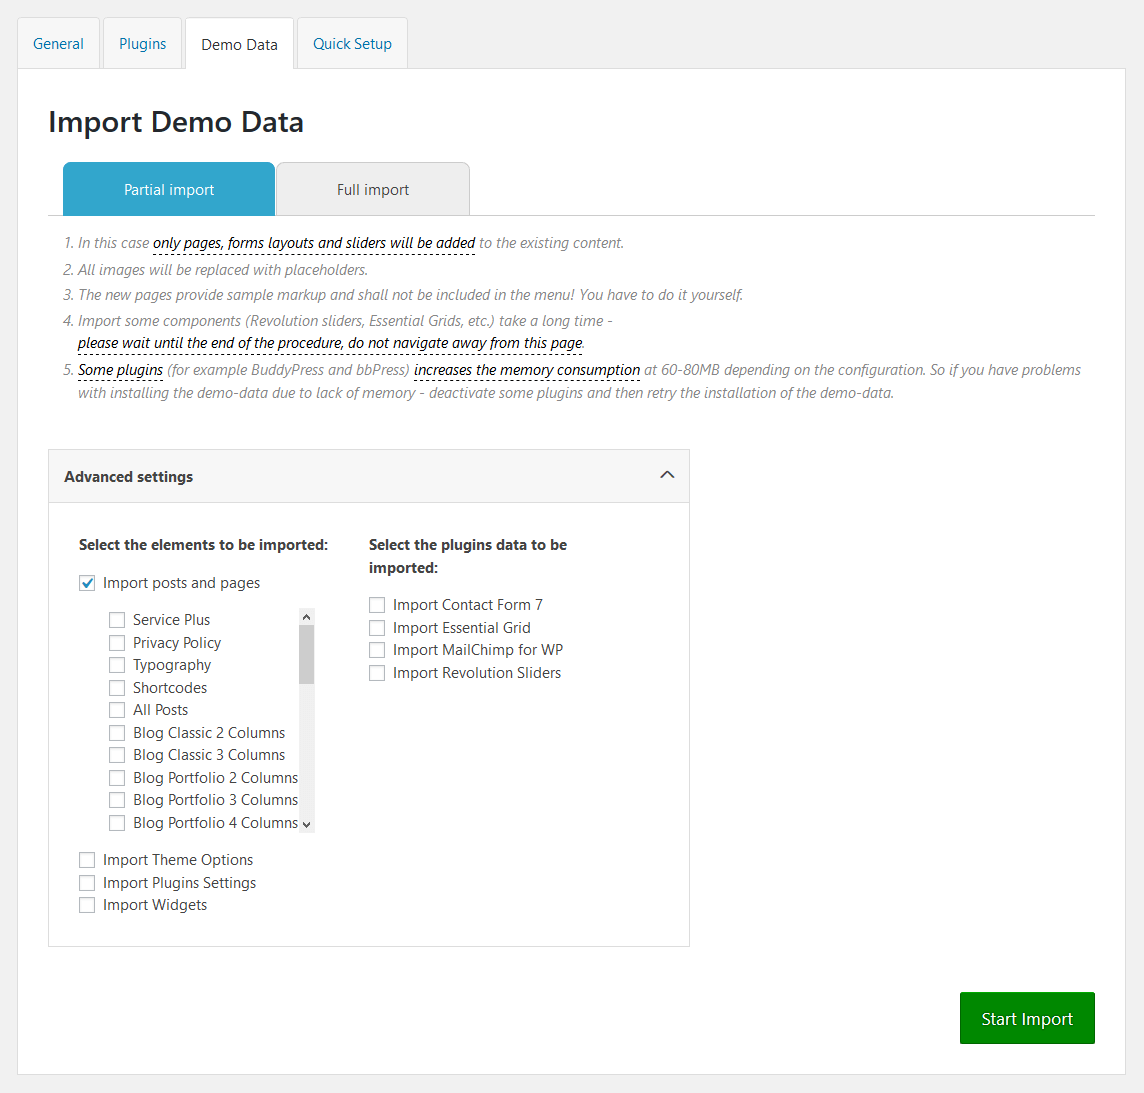 General
Plugins
Demo Data
Quick Setup
Import Demo Data
Partial import
Full import
1. In this case only pages, forms layouts and sliders will be added to the existing content.
2. All images will be replaced with placeholders.
3. The new pages provide sample markup and shall not be included in the menu! You have to do it yourself.
4. Import some components (Revolution sliders, Essential Grids, etc.) take a long time -
please wait until the end of the procedure, do not navigate away from this page.
5. Some plugins (for example BuddyPress and bbPress) increases the memory consumption at 60-80MB depending on the configuration. So if you have problems
with installing the demo-data due to lack of memory - deactivate some plugins and then retry the installation of the demo-data.
Advanced settings
Select the elements to be imported:
Import posts and pages
Service Plus
Privacy Policy
Typography
Shortcodes
All Posts
Blog Classic 2 Columns
Blog Classic 3 Columns
Blog Portfolio 2 Columns
Blog Portfolio 3 Columns
Blog Portfolio 4 Columns
Import Theme Options
Import Plugins Settings
Import Widgets
Select the plugins data to be
imported:
Import Contact Form 7
Import Essential Grid
Import MailChimp for WP
Import Revolution Sliders
Start Import